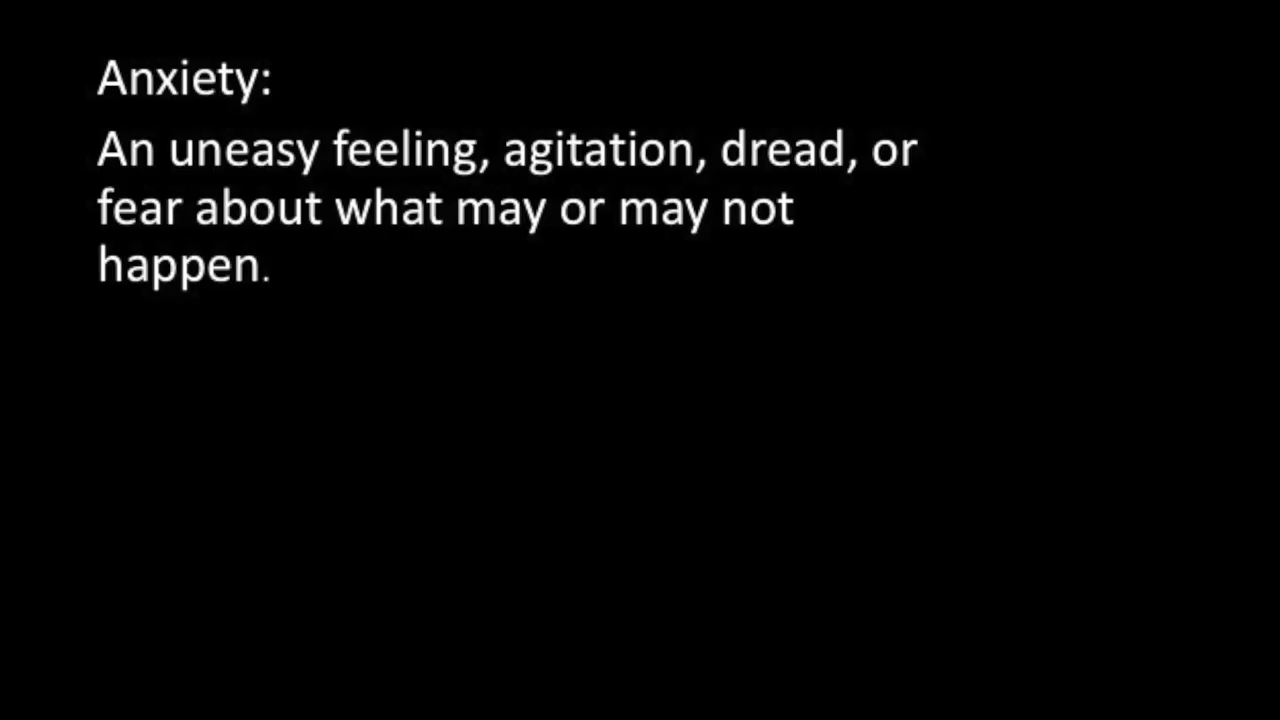 Anxiety:
An uneasy feeling, agitation, dread, or
fear about what may or may not
happen.